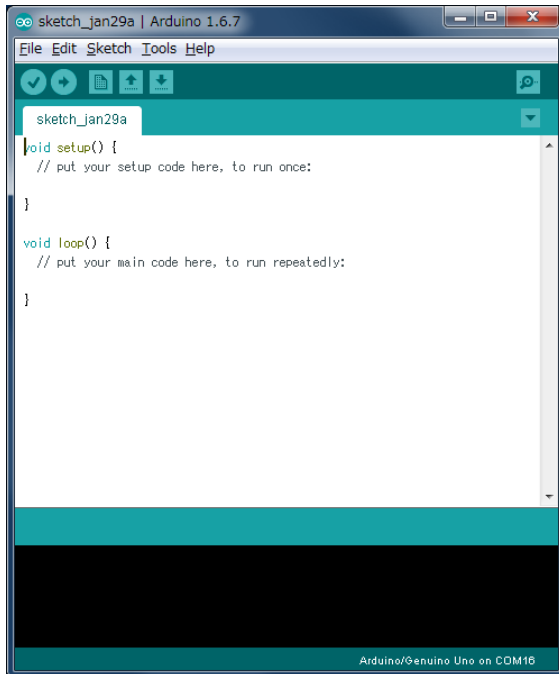 sketch_jan29a | Arduino 1.6.7
File Edit Sketch Tools Help
sketch_jan29a
void setup() {
  // put your setup code here, to run once:
}
void loop() {
  // put your main code here, to run repeatedly:
}
Arduino/Genuino Uno on COM16